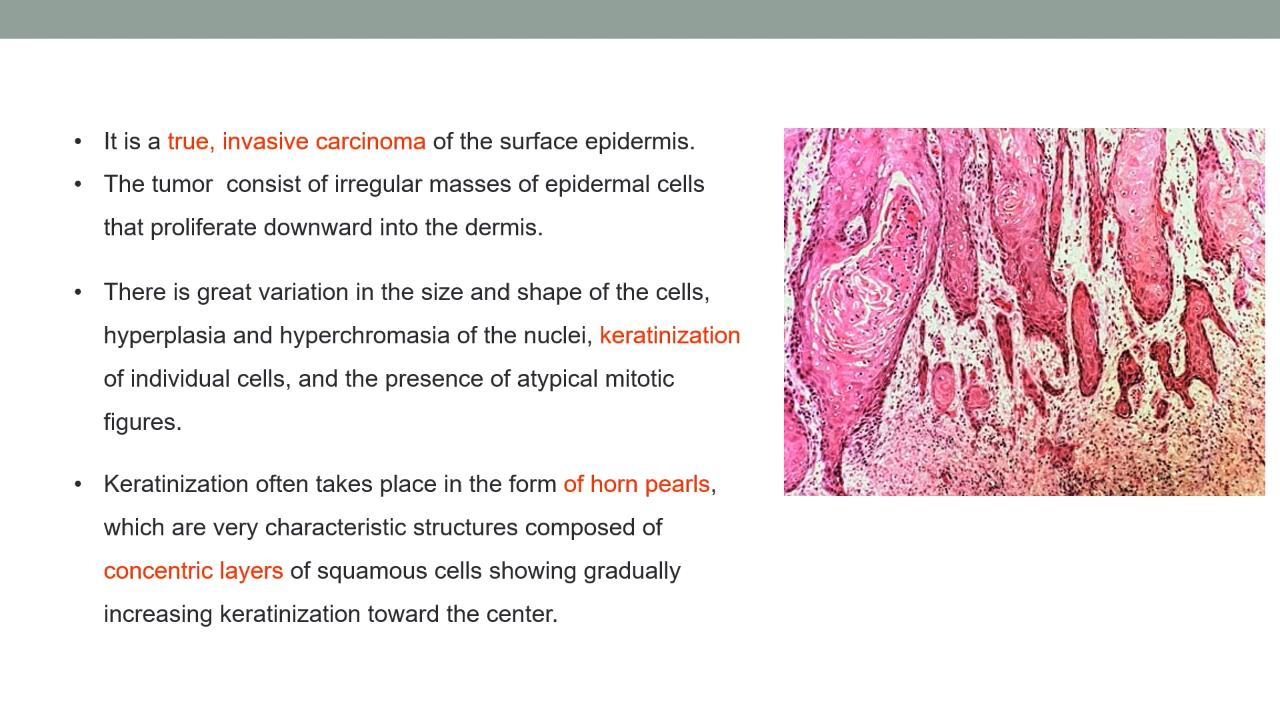 • It is a true, invasive carcinoma of the surface epidermis.
• The tumor  consist of irregular masses of epidermal cells
that proliferate downward into the dermis.
• There is great variation in the size and shape of the cells,
hyperplasia and hyperchromasia of the nuclei, keratinization
of individual cells, and the presence of atypical mitotic
figures.
• Keratinization often takes place in the form of horn pearls,
which are very characteristic structures composed of
concentric layers of squamous cells showing gradually
increasing keratinization toward the center.